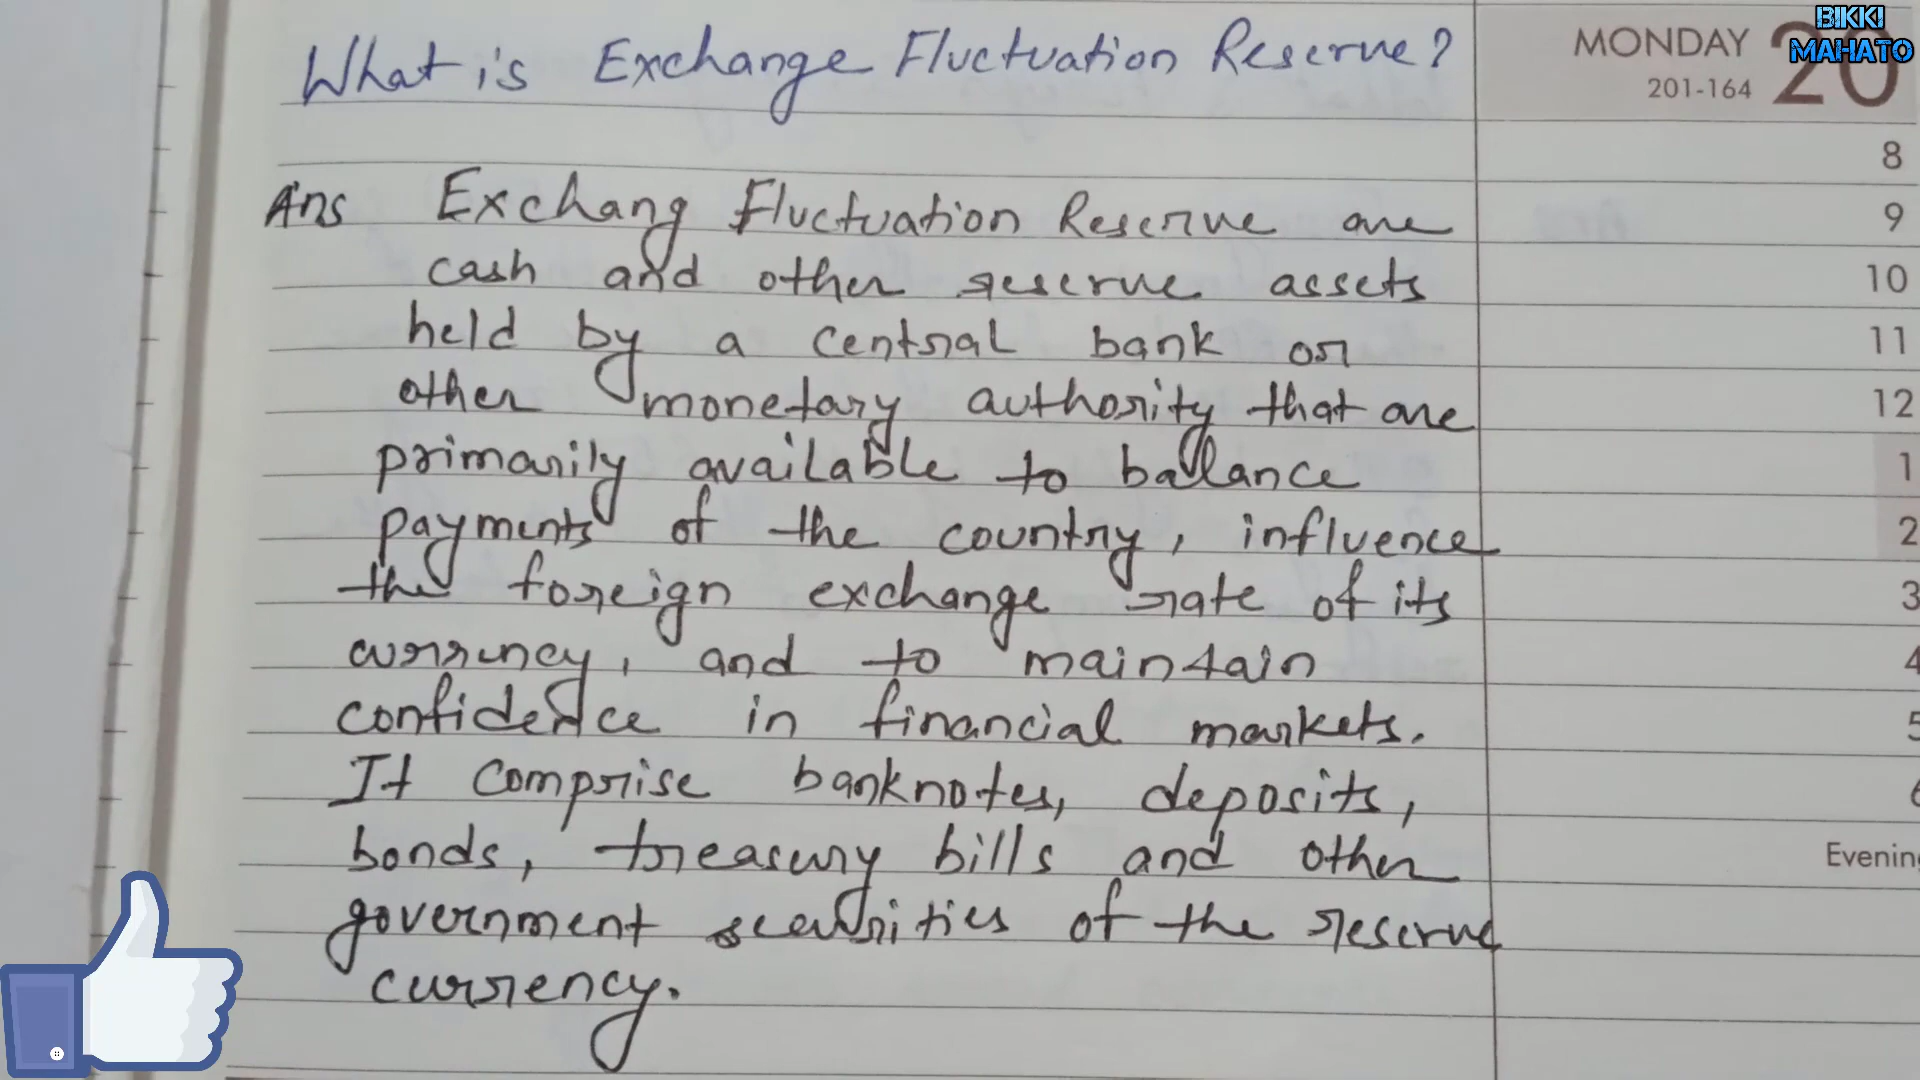 What is Exchange Fluctuation Reserve?
MONDAY 20
201-164
BIKKI
MAHATO
Ans Exchang Fluctuation Reserve are
cash and other reserve assets
held by a central bank or
other monetary authority that are
primarily available to ballance
payments of the country, influence
the foreign exchange rate of its
currency, and to maintain
confidence in financial markets.
It comprise banknotes, deposits,
bonds, treasury bills and other
government securities of the reserve
currency.
8
9
10
11
12
1
2
3
4
5
6
Evening